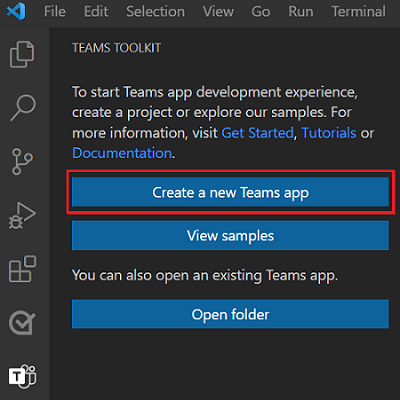 File Edit Selection View Go Run Terminal
TEAMS TOOLKIT
To start Teams app development experience,
create a project or explore our samples. For
more information, visit Get Started, Tutorials or
Documentation.
Create a new Teams app
View samples
You can also open an existing Teams app.
Open folder
T